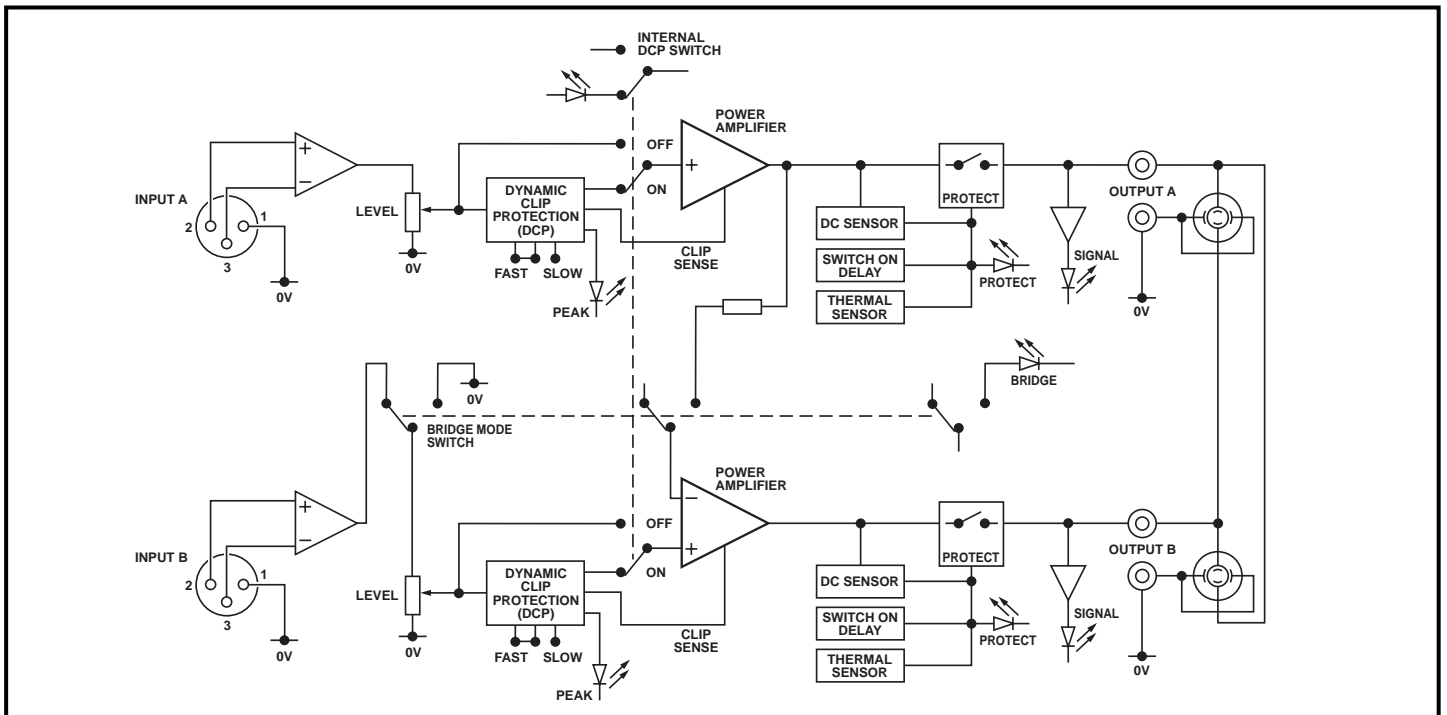 INTERNAL
DCP SWITCH
POWER
AMPLIFIER
INPUT A
2
1
3
0V
+
−
LEVEL
0V
DYNAMIC
CLIP
PROTECTION
(DCP)
FAST
SLOW
PEAK
OFF
ON
+
CLIP
SENSE
PROTECT
DC SENSOR
SWITCH ON
DELAY
THERMAL
SENSOR
PROTECT
SIGNAL
OUTPUT A
0V
0V
BRIDGE MODE
SWITCH
BRIDGE
POWER
AMPLIFIER
INPUT B
2
1
3
0V
+
−
LEVEL
0V
DYNAMIC
CLIP
PROTECTION
(DCP)
FAST
SLOW
PEAK
OFF
ON
−
+
CLIP
SENSE
PROTECT
DC SENSOR
SWITCH ON
DELAY
THERMAL
SENSOR
PROTECT
SIGNAL
OUTPUT B
0V